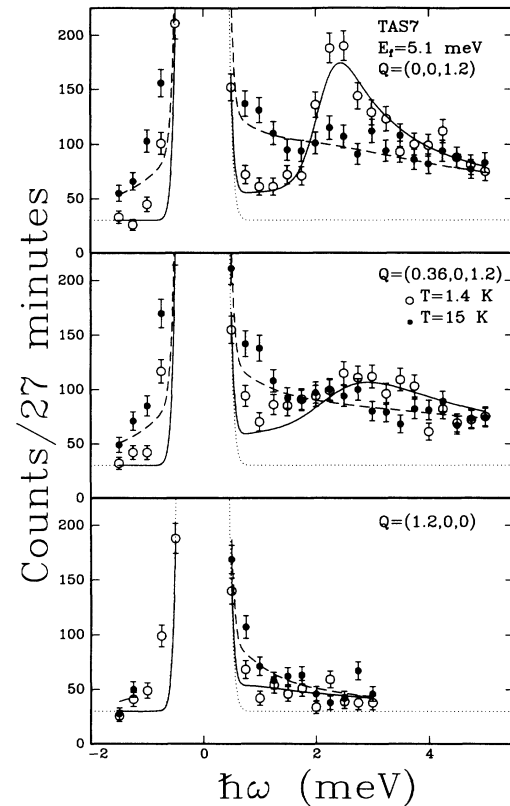 TAS7
E_f=5.1 meV
Q=(0,0,1.2)
200
150
100
50
0
Q=(0.36,0,1.2)
○ T=1.4 K
● T=15 K
200
150
100
50
0
Q=(1.2,0,0)
200
150
100
50
0
-2 0 2 4
Counts/27 minutes
ħω (meV)